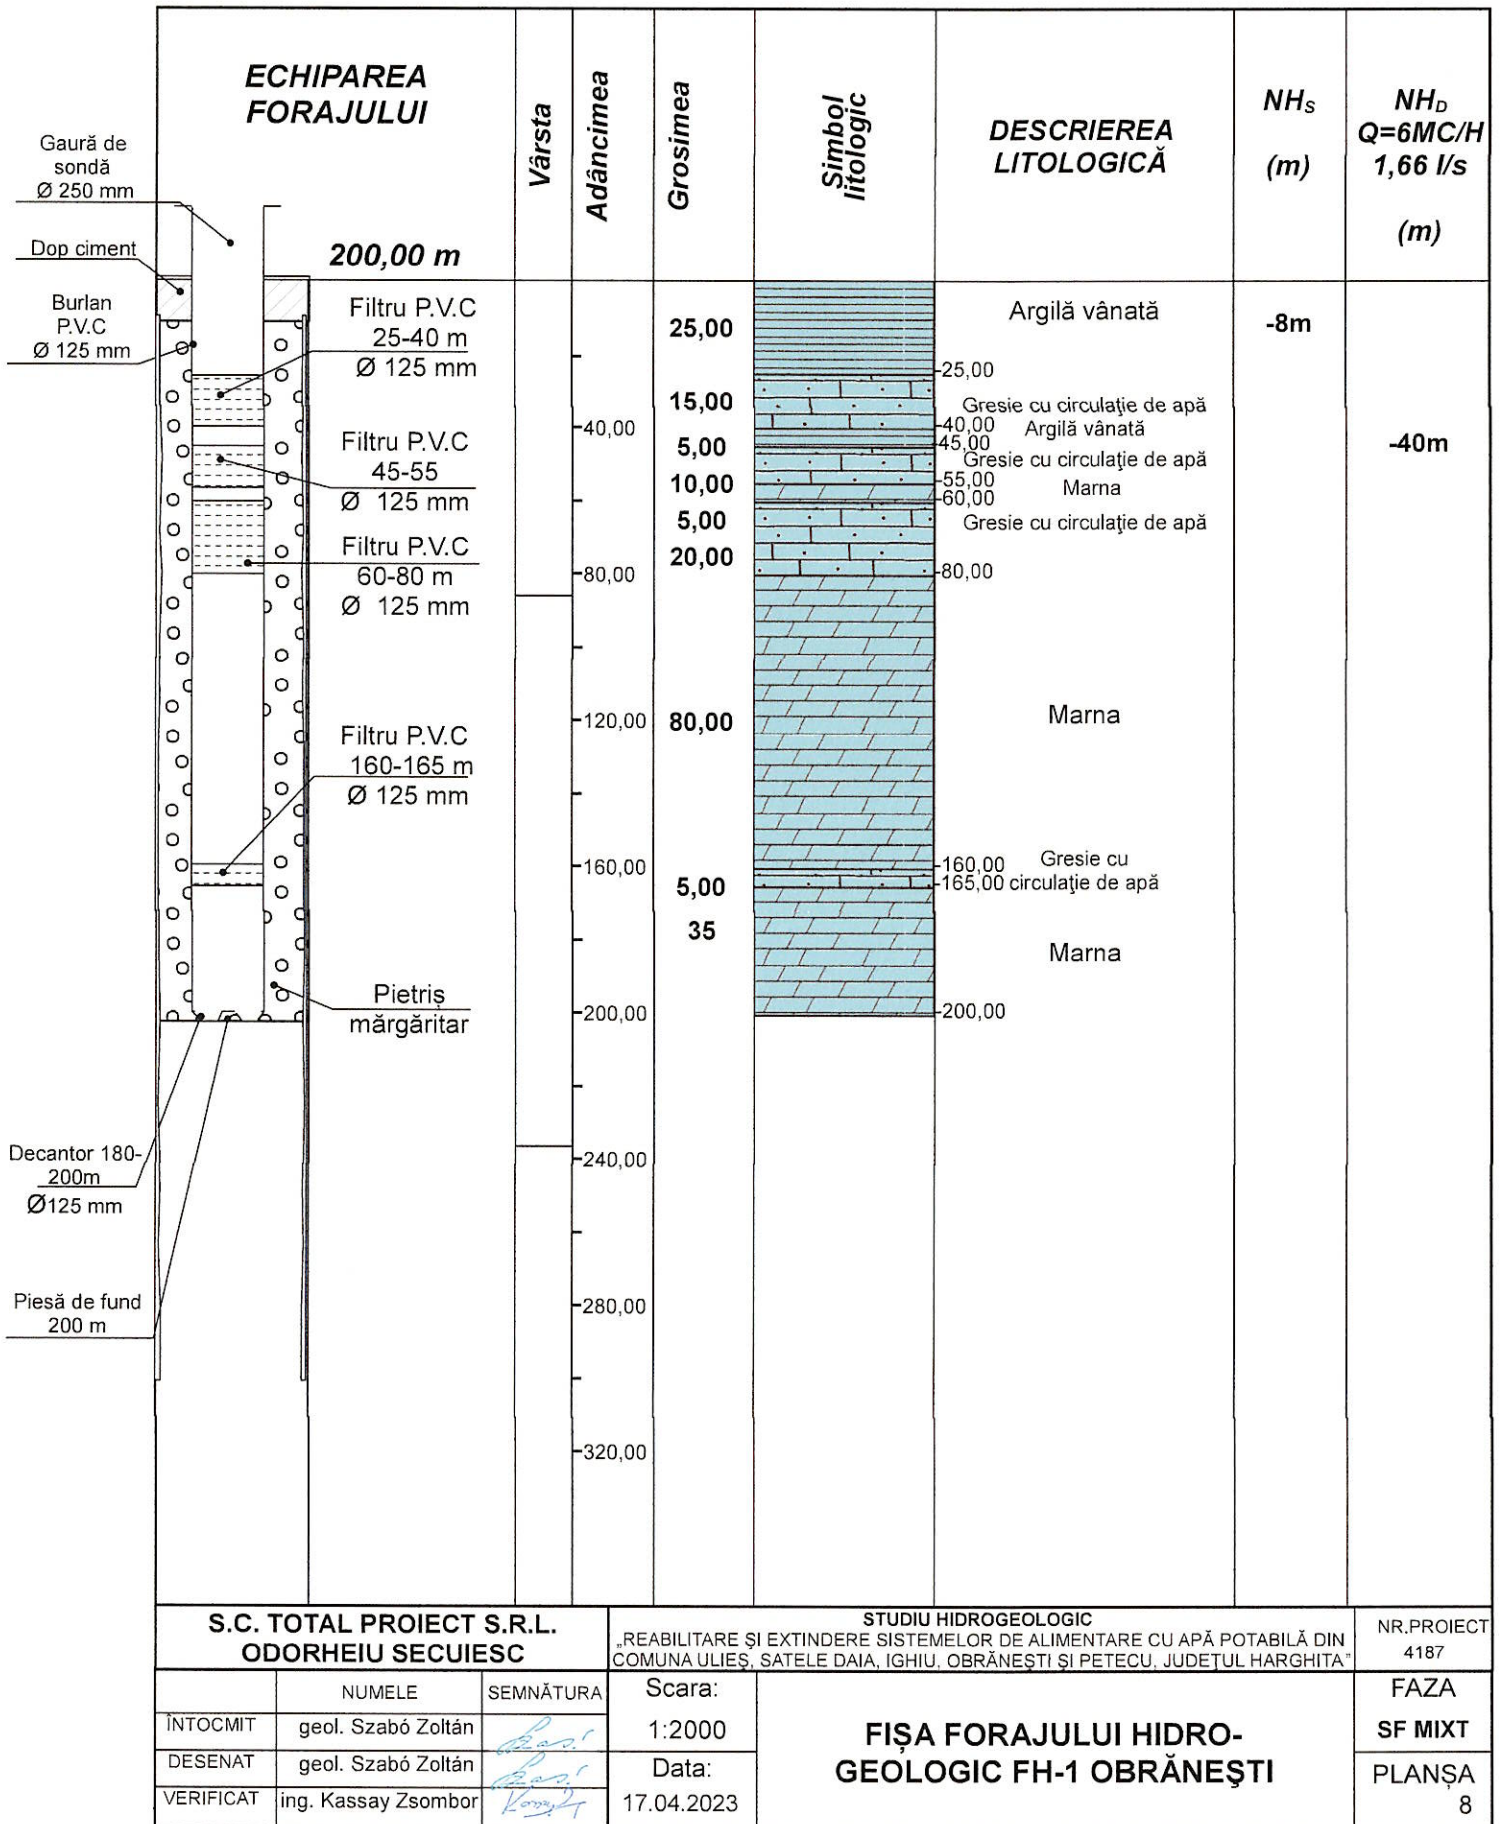 ECHIPAREA
FORAJULUI
Vârsta
Adâncimea
Grosimea
Simbol
litologic
DESCRIEREA
LITOLOGICĂ
NHS
(m)
NHD
Q=6MC/H
1,66 l/s
(m)
Gaură de
sondă
Ø 250 mm
Dop ciment
Burlan
P.V.C
Ø 125 mm
200,00 m
Filtru P.V.C
25-40 m
Ø 125 mm
Filtru P.V.C
45-55
Ø 125 mm
Filtru P.V.C
60-80 m
Ø 125 mm
Filtru P.V.C
160-165 m
Ø 125 mm
Pietriș
mărgăritar
Decantor 180-
200m
Ø125 mm
Piesă de fund
200 m
40,00
80,00
120,00
160,00
200,00
240,00
280,00
320,00
25,00
15,00
5,00
10,00
5,00
20,00
80,00
5,00
35
Argilă vânată
25,00
Gresie cu circulaţie de apă
40,00
Argilă vânată
45,00
Gresie cu circulaţie de apă
55,00
Marna
60,00
Gresie cu circulaţie de apă
80,00
Marna
160,00 Gresie cu
165,00 circulaţie de apă
Marna
200,00
-8m
-40m
S.C. TOTAL PROIECT S.R.L.
ODORHEIU SECUIESC
STUDIU HIDROGEOLOGIC
„REABILITARE ŞI EXTINDERE SISTEMELOR DE ALIMENTARE CU APĂ POTABILĂ DIN
COMUNA ULIEŞ, SATELE DAIA, IGHIU, OBRĂNEŞTI ŞI PETECU, JUDEŢUL HARGHITA"
NR.PROIECT
4187
NUMELE SEMNĂTURA
ÎNTOCMIT geol. Szabó Zoltán
DESENAT geol. Szabó Zoltán
VERIFICAT ing. Kassay Zsombor
Scara:
1:2000
Data:
17.04.2023
FIȘA FORAJULUI HIDRO-
GEOLOGIC FH-1 OBRĂNEŞTI
FAZA
SF MIXT
PLANȘA
8